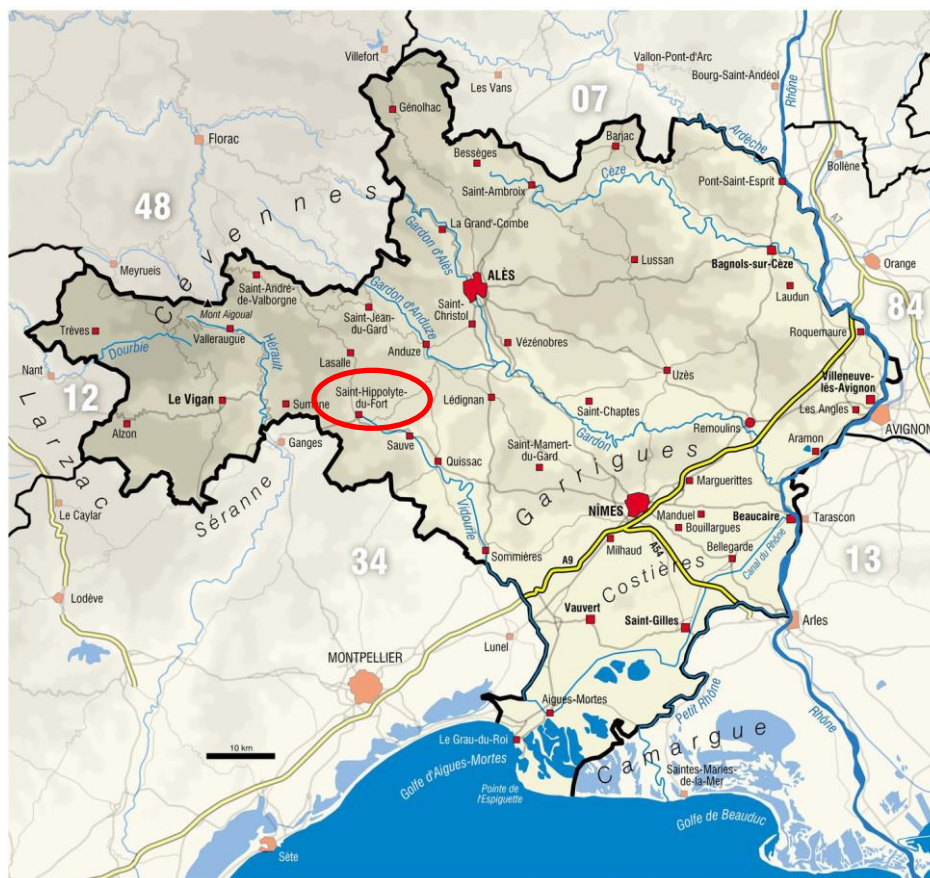 Villefort
Vallon-Pont-d'Arc
Les Vans
Bourg-Saint-Andéol
Rhône
07
Génolhac
Ardèche
Florac
Barjac
Bessèges
Bollène
Cèze
Saint-Ambroix
Pont-Saint-Esprit
48
Cévennes
La Grand'-Combe
A7
Gardon d'Alès
Lussan
Bagnols-sur-Cèze
Orange
Meyrueis
Saint-André-
de-Valborgne
ALÈS
Laudun
Gardon d'Anduze
Saint-
Christol
84
Mont Aigoual
Saint-Jean-
du-Gard
Trèves
Valleraugue
Roquemaure
Dourbie
Hérault
Anduze
Vézénobres
Lasalle
Nant
Uzès
Villeneuve-
lès-Avignon
12
Le Vigan
Sumène
Saint-Hippolyte-
du-Fort
Lédignan
Saint-Chaptes
Les Angles
Larzac
Alzon
AVIGNON
Remoulins
Gardon
Ganges
Sauve
Saint-Mamert-
du-Gard
Aramon
Quissac
Garrigues
Marguerittes
Séranne
Vidourle
Le Caylar
NÎMES
Manduel
Bouillargues
Beaucaire
Tarascon
34
Sommières
A9
Milhaud
A54
Bellegarde
Canal du Rhône
13
Costières
Lodève
Vauvert
Saint-Gilles
Arles
Lunel
MONTPELLIER
Aigues-Mortes
Petit Rhône
Rhône
10 km
Le Grau-du-Roi
Camargue
Golfe d'Aigues-Mortes
Pointe de
l'Espiguette
Saintes-Maries-
de-la-Mer
Golfe de Beauduc
Sète